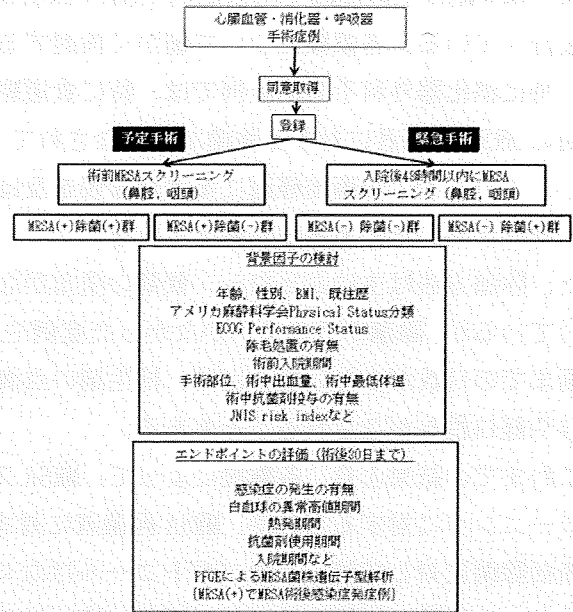 心臓血管・消化器・呼吸器
手術症例
同意取得
登録
予定手術
緊急手術
術前MRSAスクリーニング
(鼻腔，咽頭)
入院後48時間以内にMRSA
スクリーニング (鼻腔，咽頭)
MRSA(+)除菌(+)群
MRSA(+)除菌(-)群
MRSA(-) 除菌(-)群
MRSA(-) 除菌(+)群
背景因子の検討
年齢、性別、BMI、既往歴
アメリカ麻酔科学会Physical Status分類
ECOG Performance Status
除毛処置の有無
術前入院期間
手術部位、術中出血量、術中最低体温
術中抗菌剤投与の有無
JNIS risk indexなど
エンドポイントの評価 (術後30日まで)
感染症の発生の有無
白血球の異常高値期間
熱発期間
抗菌剤使用期間
入院期間など
PFGEによるMRSA菌株遺伝子型解析
(MRSA(+)でMRSA術後感染症発症例)